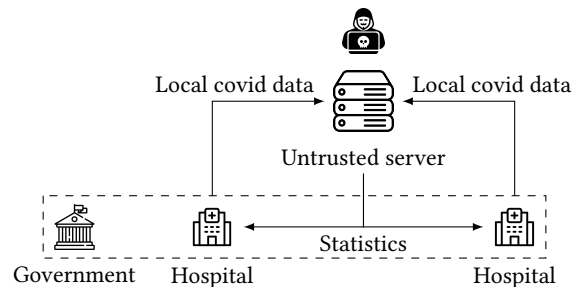 Local covid data
Local covid data
Untrusted server
Statistics
Government
Hospital
Hospital